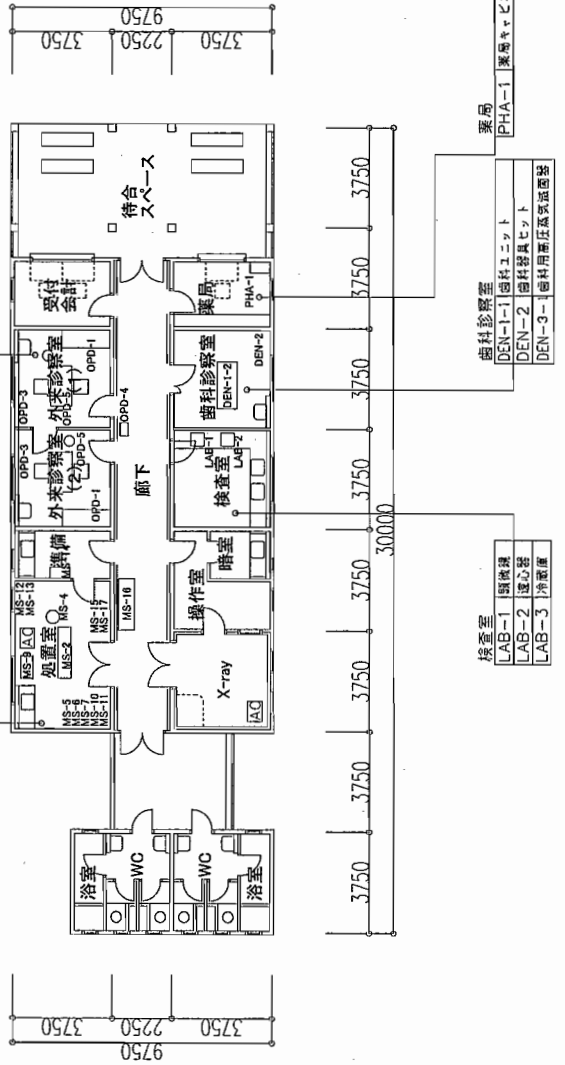 9750
3750
2250
3750
待合
スペース
受付
会計
薬局
PHA-1
OPD-3
外来診察室
(1)
OPD-5
OPD-1
OPD-3
外来診察室
(2)
OPD-5
OPD-1
OPD-4
歯科診察室
DEN-1-2
DEN-2
廊下
検査室
LAB-1
LAB-2
準備
MS-12
MS-13
MS-9
AC
処置室
MS-2
MS-4
MS-15
MS-17
MS-16
MS-5
MS-6
MS-7
MS-10
MS-11
操作室
暗室
X-ray
AC
浴室
WC
WC
浴室
3750
3750
3750
3750
3750
3750
3750
3750
30000
3750
2250
3750
9750
検査室
LAB-1 顕微鏡
LAB-2 遠心器
LAB-3 冷蔵庫
歯科診察室
DEN-1-1 歯科ユニット
DEN-2 歯科器具セット
DEN-3-1 歯科用高圧蒸気滅菌器
薬局
PHA-1 薬局キャビ